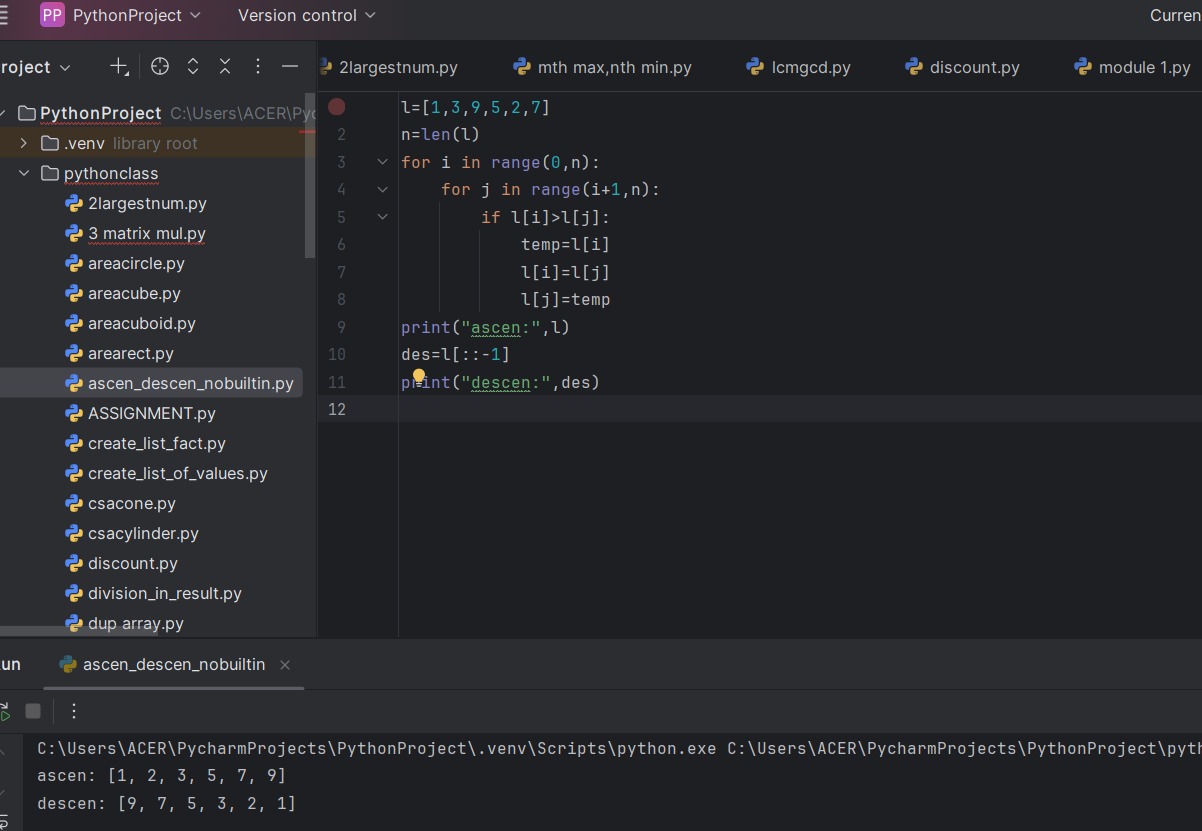 PP PythonProject Version control Curren
roject
2largestnum.py mth max,nth min.py lcmgcd.py discount.py module 1.py
PythonProject C:\Users\ACER\Pyc
.venv library root
pythonclass
2largestnum.py
3 matrix mul.py
areacircle.py
areacube.py
areacuboid.py
arearect.py
ascen_descen_nobuiltin.py
ASSIGNMENT.py
create_list_fact.py
create_list_of_values.py
csacone.py
csacylinder.py
discount.py
division_in_result.py
dup array.py
l=[1,3,9,5,2,7]
2 n=len(l)
3 for i in range(0,n):
4     for j in range(i+1,n):
5         if l[i]>l[j]:
6             temp=l[i]
7             l[i]=l[j]
8             l[j]=temp
9 print("ascen:",l)
10 des=l[::-1]
11 print("descen:",des)
12
un ascen_descen_nobuiltin
C:\Users\ACER\PycharmProjects\PythonProject\.venv\Scripts\python.exe C:\Users\ACER\PycharmProjects\PythonProject\pyth
ascen: [1, 2, 3, 5, 7, 9]
descen: [9, 7, 5, 3, 2, 1]